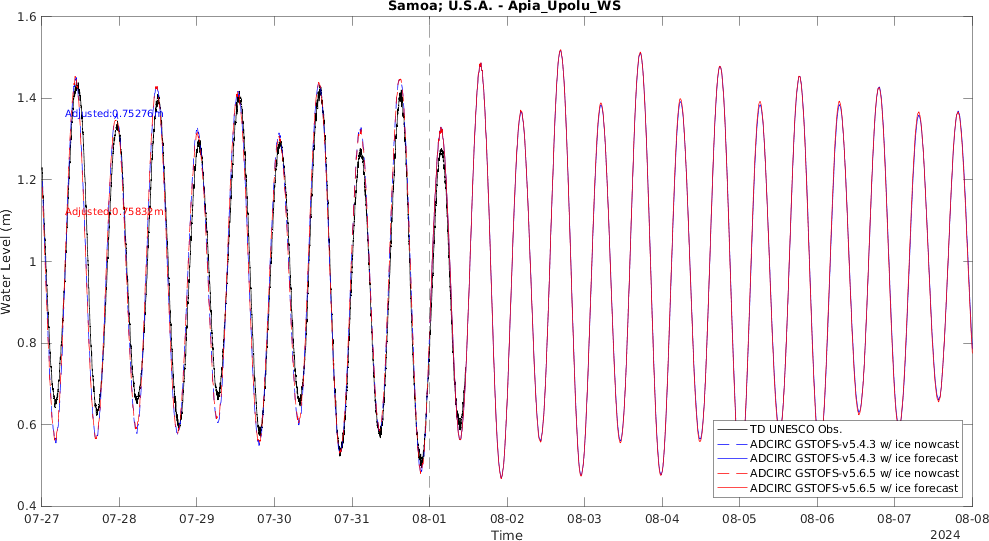 Samoa; U.S.A. - Apia_Upolu_WS
1.6
1.4
1.2
1
0.8
0.6
0.4
Water Level (m)
Adjusted:0.75276m
Adjusted:0.75832m
TD UNESCO Obs.
ADCIRC GSTOFS-v5.4.3 w/ ice nowcast
ADCIRC GSTOFS-v5.4.3 w/ ice forecast
ADCIRC GSTOFS-v5.6.5 w/ ice nowcast
ADCIRC GSTOFS-v5.6.5 w/ ice forecast
07-27 07-28 07-29 07-30 07-31 08-01 08-02 08-03 08-04 08-05 08-06 08-07 08-08
Time
2024